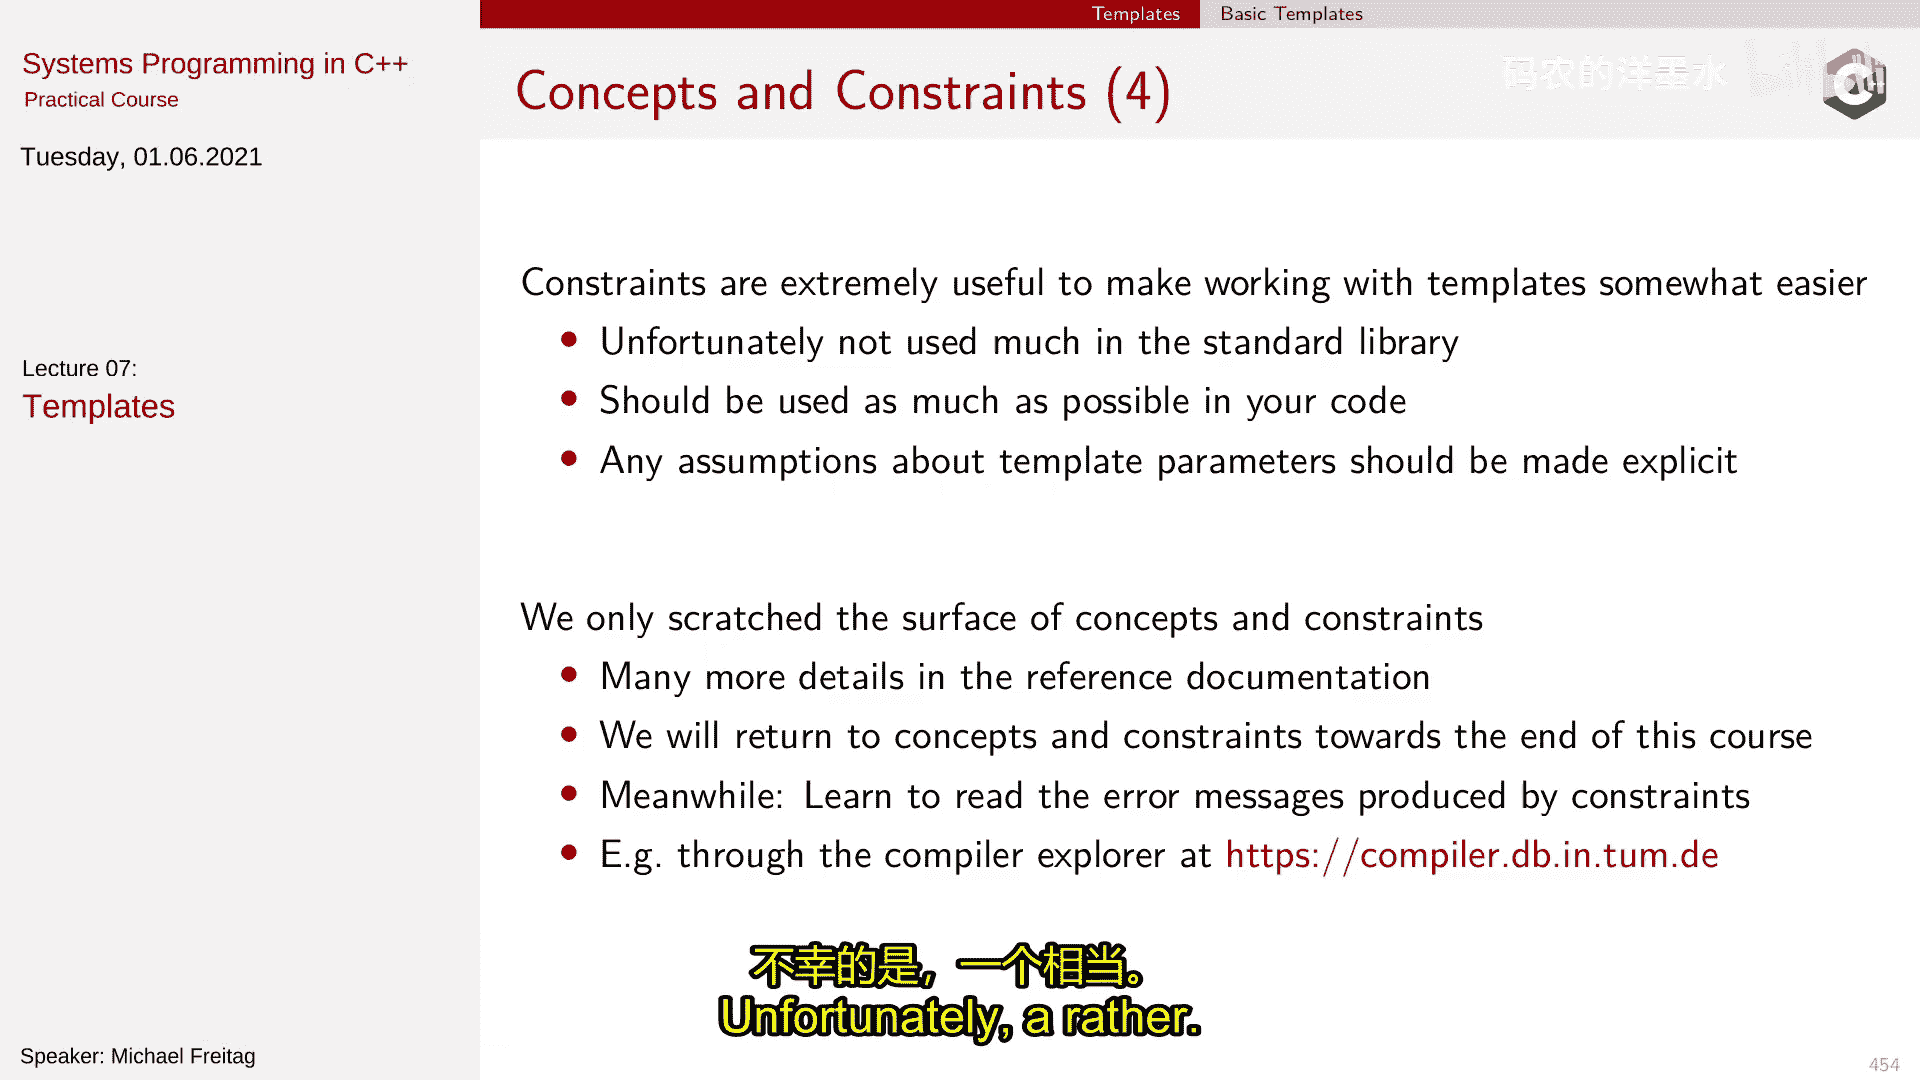 Templates
Basic Templates
Systems Programming in C++
Practical Course
Tuesday, 01.06.2021
Concepts and Constraints (4)
码农的洋墨水
Constraints are extremely useful to make working with templates somewhat easier
Unfortunately not used much in the standard library
Should be used as much as possible in your code
Any assumptions about template parameters should be made explicit
Lecture 07:
Templates
We only scratched the surface of concepts and constraints
Many more details in the reference documentation
We will return to concepts and constraints towards the end of this course
Meanwhile: Learn to read the error messages produced by constraints
E.g. through the compiler explorer at https://compiler.db.in.tum.de
不幸的是，一个相当。
Unfortunately, a rather.
Speaker: Michael Freitag
454